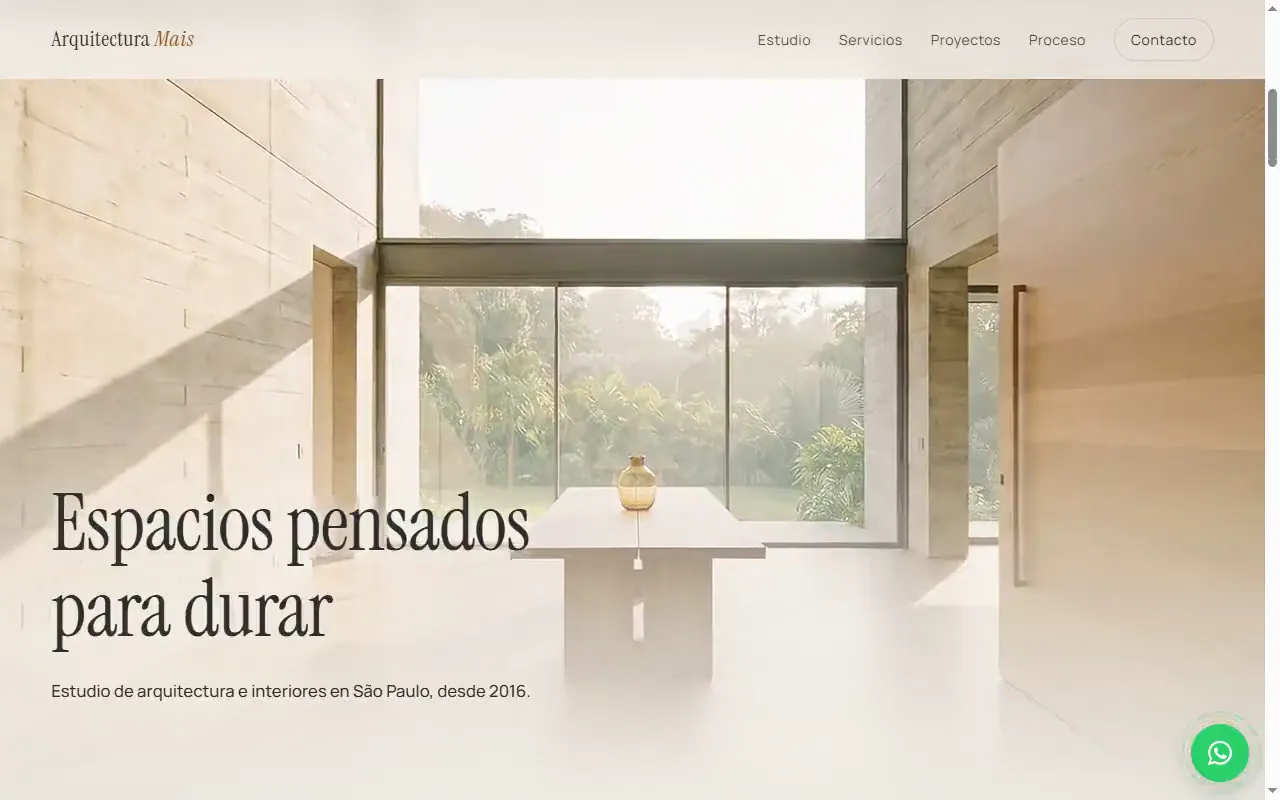 Arquitectura Mais
Estudio
Servicios
Proyectos
Proceso
Contacto
Espacios pensados
para durar
Estudio de arquitectura e interiores en São Paulo, desde 2016.